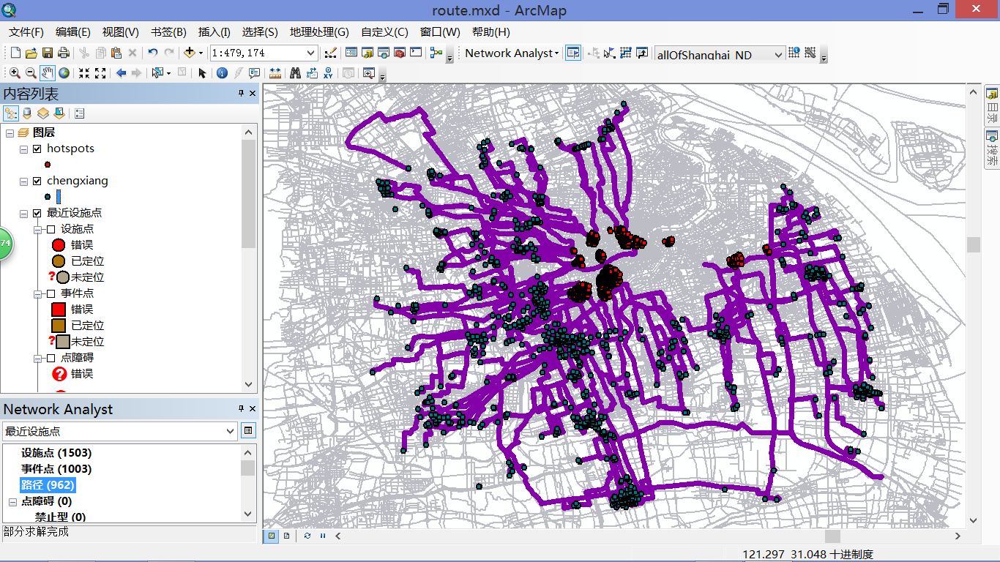 route.mxd - ArcMap
文件(F) 编辑(E) 视图(V) 书签(B) 插入(I) 选择(S) 地理处理(G) 自定义(C) 窗口(W) 帮助(H)
1:479,174 Network Analyst allOfShanghai_ND
内容列表
图层
hotspots
chengxiang
最近设施点
设施点
错误
74
已定位
?未定位
事件点
错误
已定位
?未定位
点障碍
?错误
Network Analyst
最近设施点
设施点 (1503)
事件点 (1003)
路径 (962)
点障碍 (0)
禁止型 (0)
部分求解完成
目录
搜索
121.297 31.048 十进制度